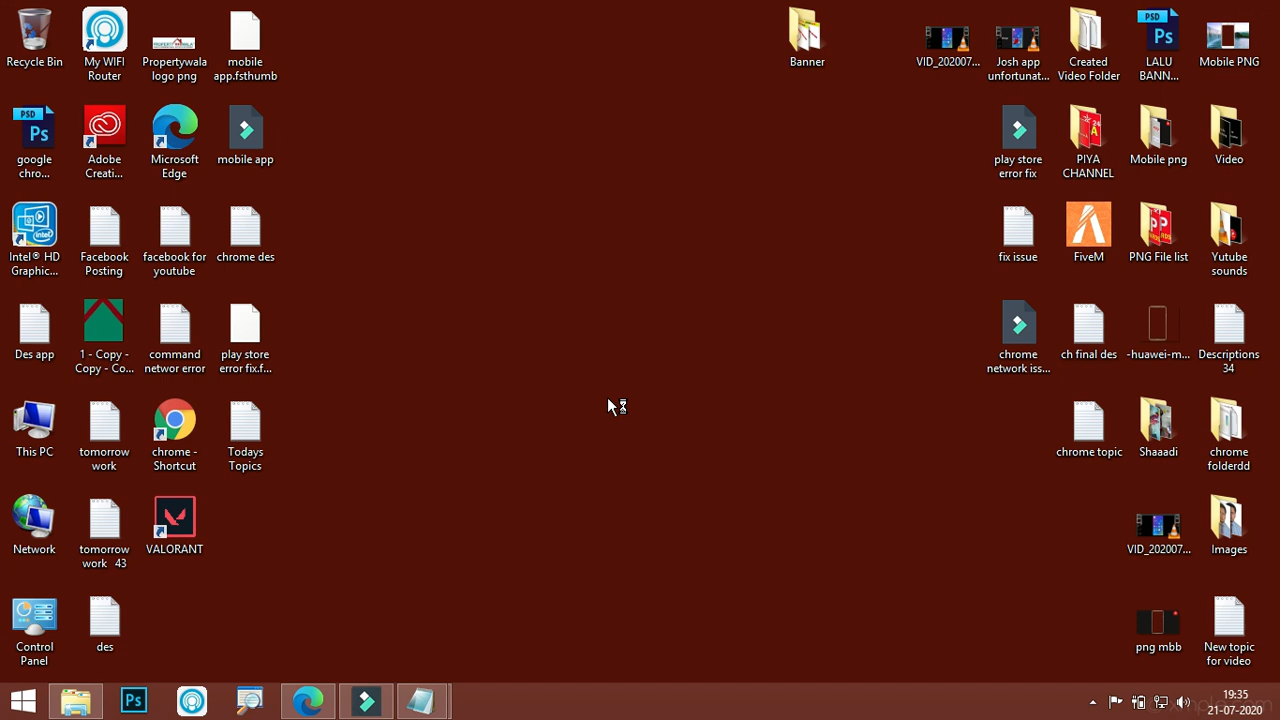 Recycle Bin
My WIFI
Router
Propertywala
logo png
mobile
app.fsthumb
Banner
VID_202007...
Josh app
unfortunat...
Created
Video Folder
PSD
Ps
LALU
BANN...
Mobile PNG
PSD
Ps
google
chro...
Adobe
Creati...
Microsoft
Edge
mobile app
play store
error fix
PIYA
CHANNEL
Mobile png
Video
intel
Intel® HD
Graphic...
Facebook
Posting
facebook for
youtube
chrome des
fix issue
FiveM
PNG File list
Yutube
sounds
Des app
1 - Copy -
Copy - Co...
command
networ error
play store
error fix.f...
chrome
network iss...
ch final des
-huawei-m...
Descriptions
34
This PC
tomorrow
work
chrome -
Shortcut
Todays
Topics
chrome topic
Shaaadi
chrome
folderdd
Network
tomorrow
work 43
VALORANT
VID_202007...
Images
Control
Panel
des
png mbb
New topic
for video
Ps
19:35
21-07-2020